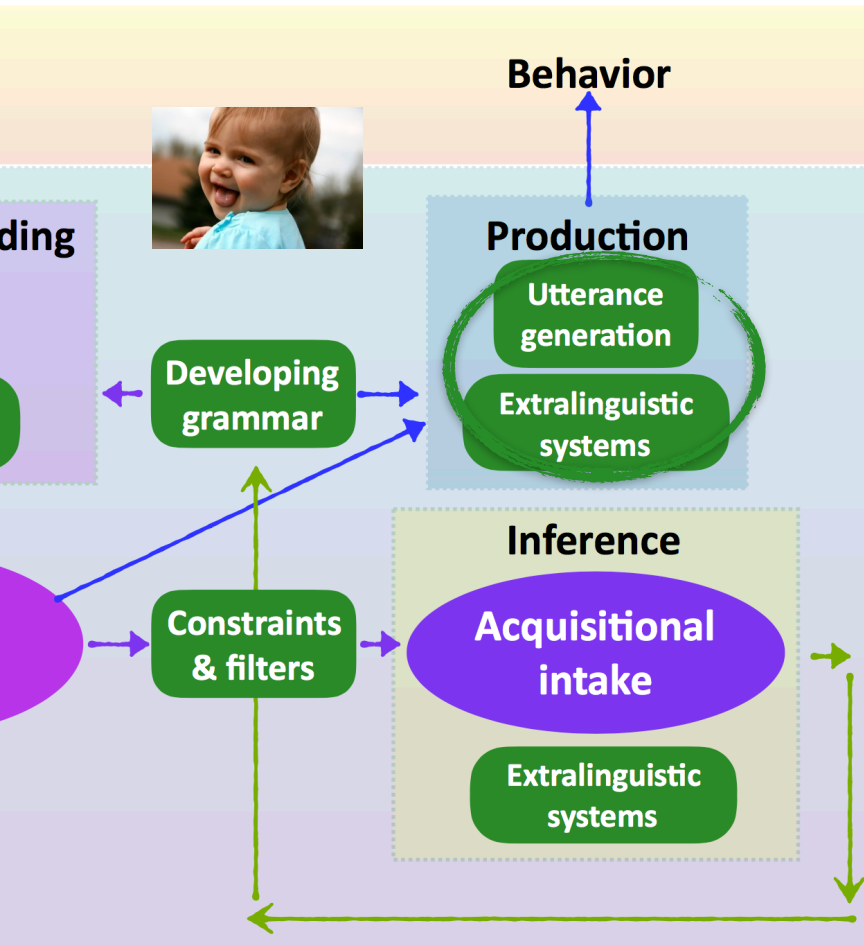 Behavior
ding
Production
Utterance
generation
Developing
grammar
Extralinguistic
systems
Inference
Constraints
& filters
Acquisitional
intake
Extralinguistic
systems